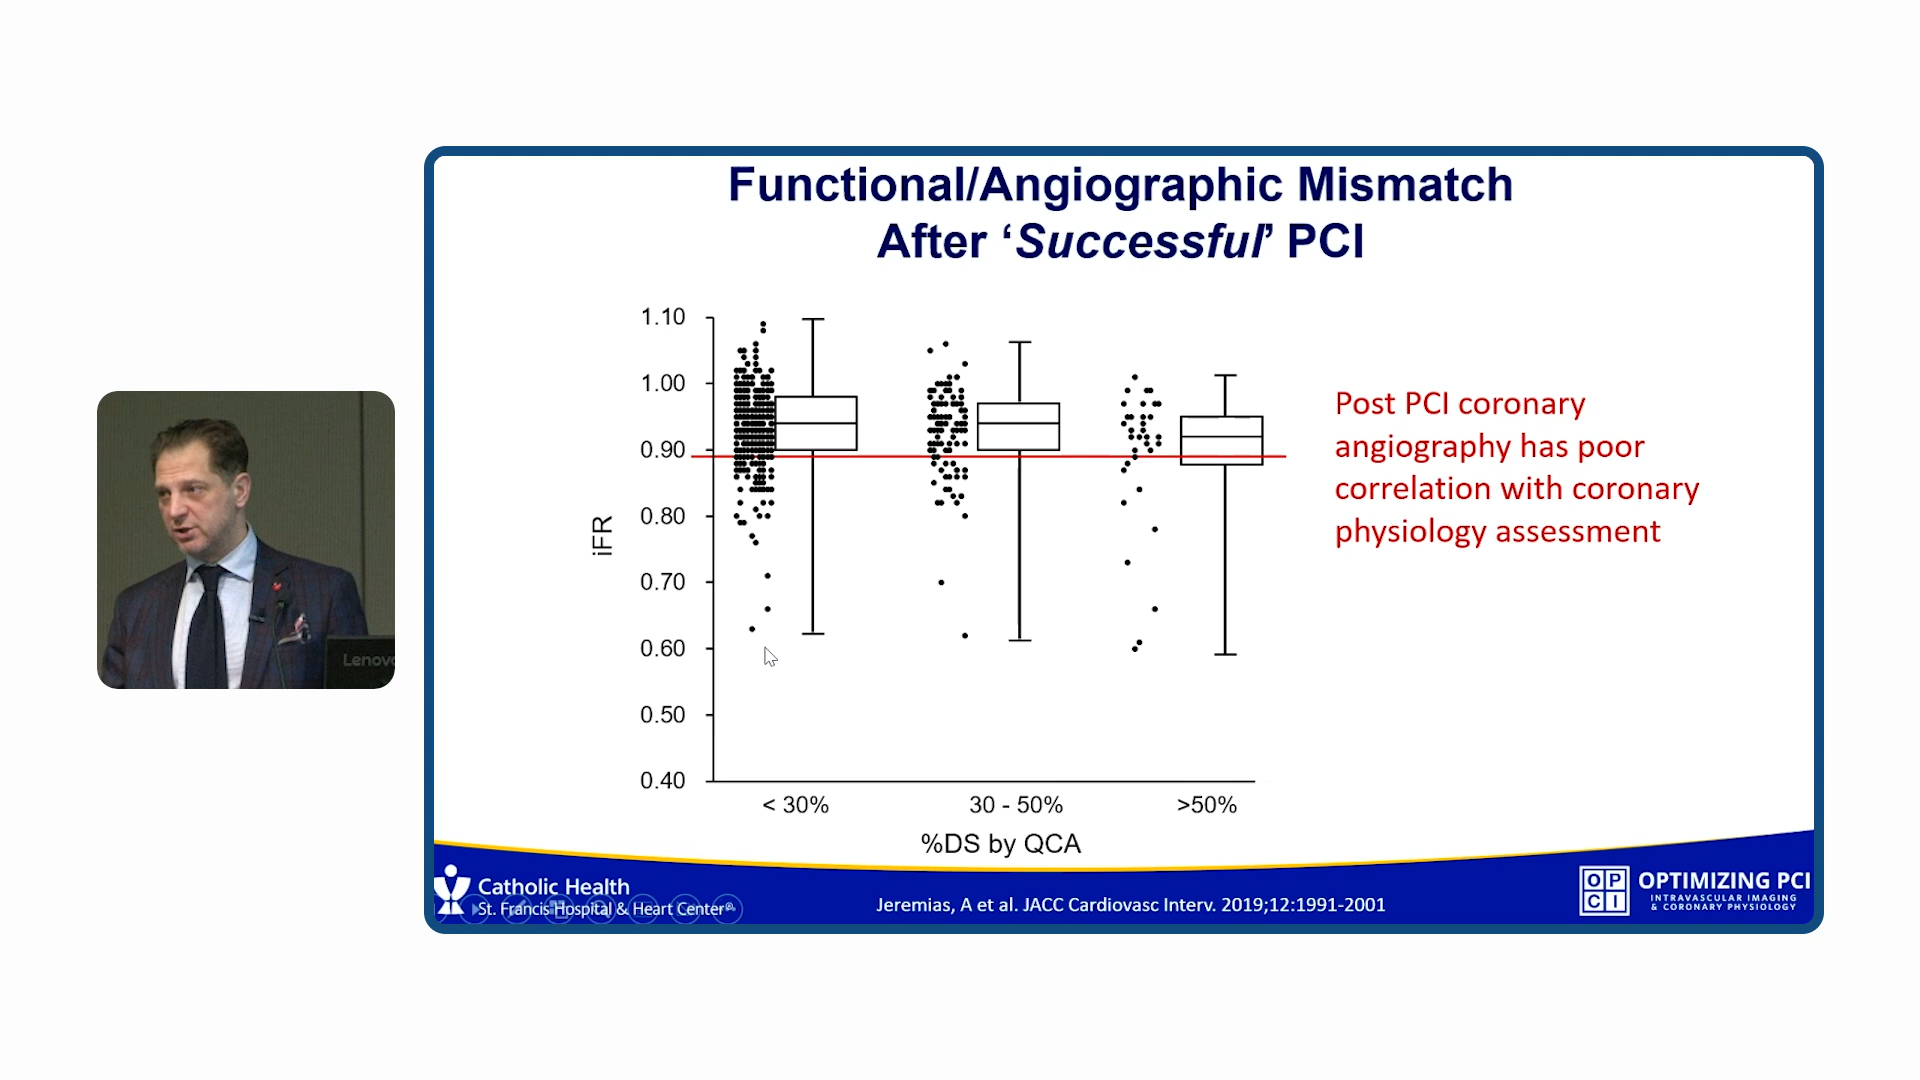 Functional/Angiographic Mismatch
After ‘Successful’ PCI
1.10
1.00
0.90
0.80
0.70
0.60
0.50
0.40
iFR
< 30%
30 - 50%
>50%
%DS by QCA
Post PCI coronary
angiography has poor
correlation with coronary
physiology assessment
Lenovo
Catholic Health
St. Francis Hospital & Heart Center®
Jeremias, A et al. JACC Cardiovasc Interv. 2019;12:1991-2001
OP
CI
OPTIMIZING PCI
INTRAVASCULAR IMAGING
& CORONARY PHYSIOLOGY